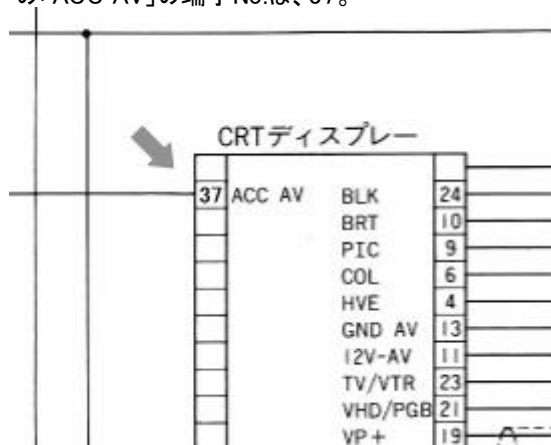 の「ACC AV」の端子No.は、37。
CRTディスプレー
37 ACC AV BLK 24
BRT 10
PIC 9
COL 6
HVE 4
GND AV 13
12V-AV 11
TV/VTR 23
VHD/PGB 21
VP+ 19